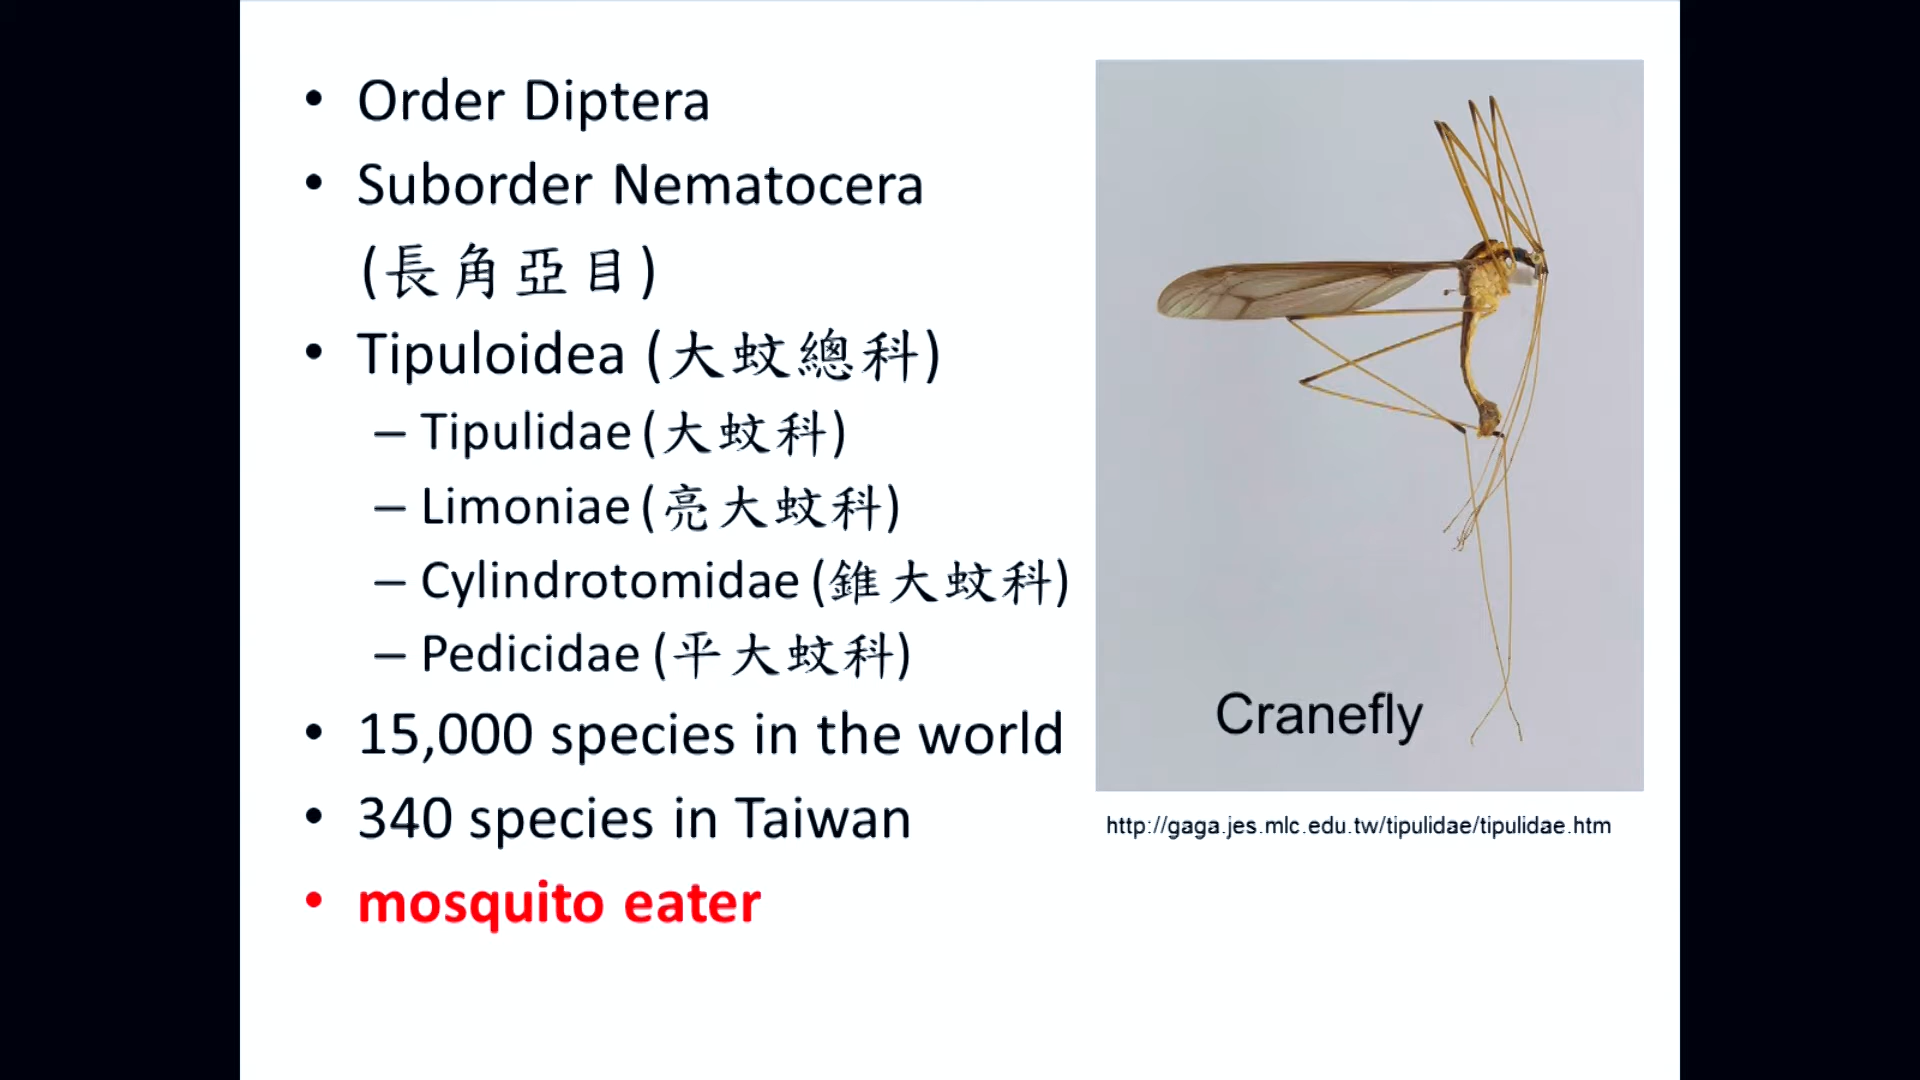 • Order Diptera
• Suborder Nematocera
(長角亞目)
• Tipuloidea (大蚊總科)
– Tipulidae (大蚊科)
– Limoniae (亮大蚊科)
– Cylindrotomidae (錐大蚊科)
– Pedicidae (平大蚊科)
• 15,000 species in the world
• 340 species in Taiwan
• mosquito eater
Cranefly
http://gaga.jes.mlc.edu.tw/tipulidae/tipulidae.htm